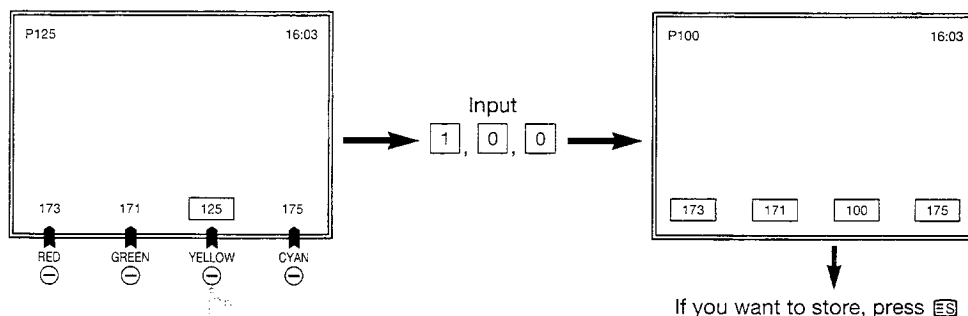 P125 16:03
173 171 125 175
RED GREEN YELLOW CYAN
Input
1, 0, 0
P100 16:03
173 171 100 175
If you want to store, press ES